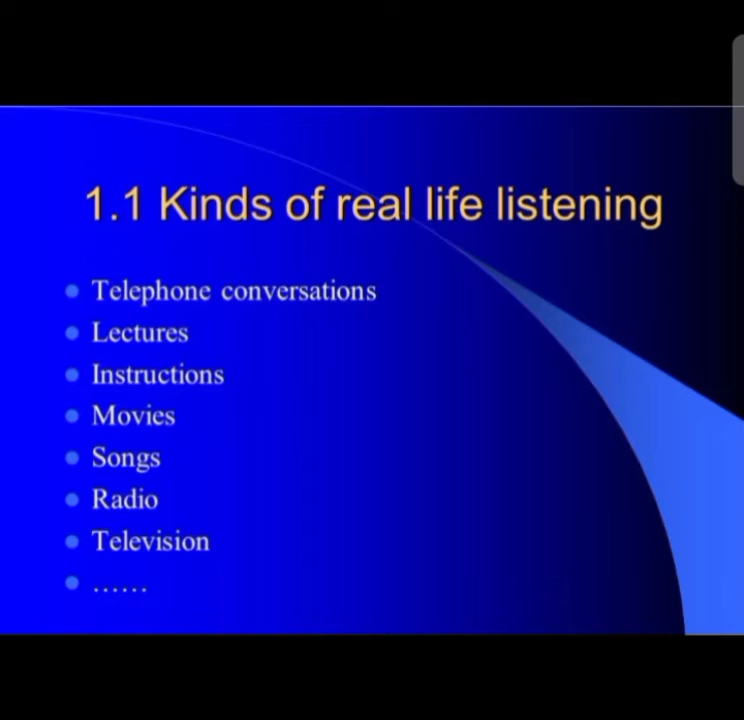 1.1 Kinds of real life listening
Telephone conversations
Lectures
Instructions
Movies
Songs
Radio
Television
......